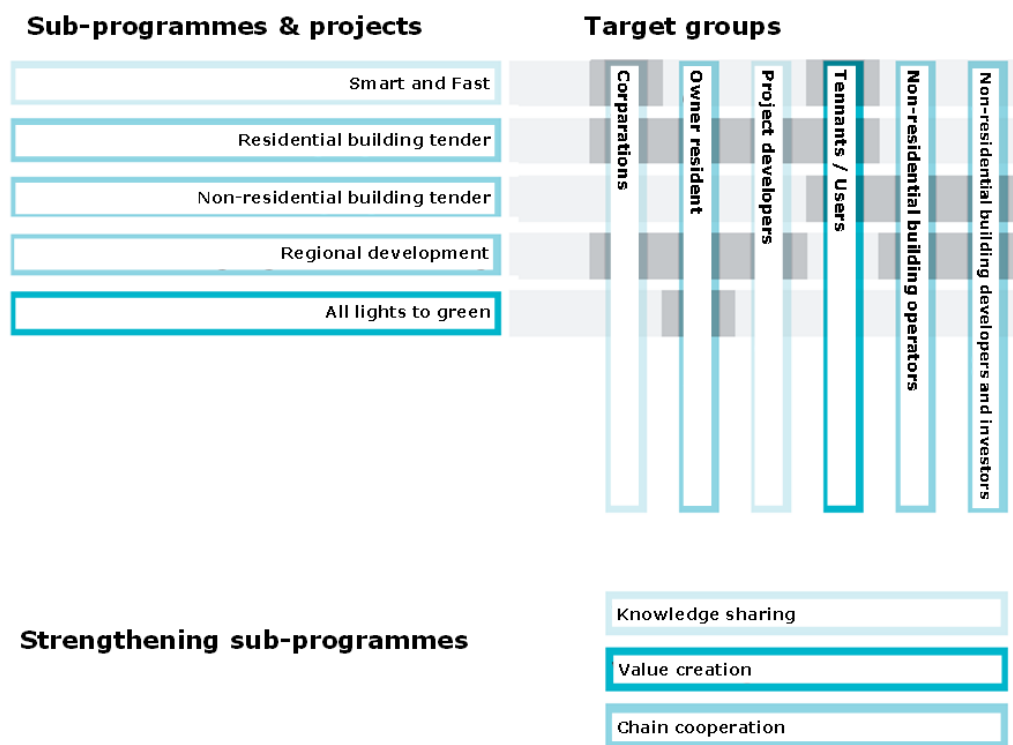 Sub-programmes & projects
Target groups
Smart and Fast
Residential building tender
Non-residential building tender
Regional development
All lights to green
Corparations
Owner resident
Project developers
Tennants / Users
Non-residential building operators
Non-residential building developers and investors
Strengthening sub-programmes
Knowledge sharing
Value creation
Chain cooperation